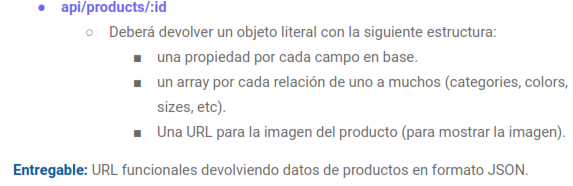 ● api/products/:id
○ Deberá devolver un objeto literal con la siguiente estructura:
■ una propiedad por cada campo en base.
■ un array por cada relación de uno a muchos (categories, colors,
sizes, etc).
■ Una URL para la imagen del producto (para mostrar la imagen).
Entregable: URL funcionales devolviendo datos de productos en formato JSON.